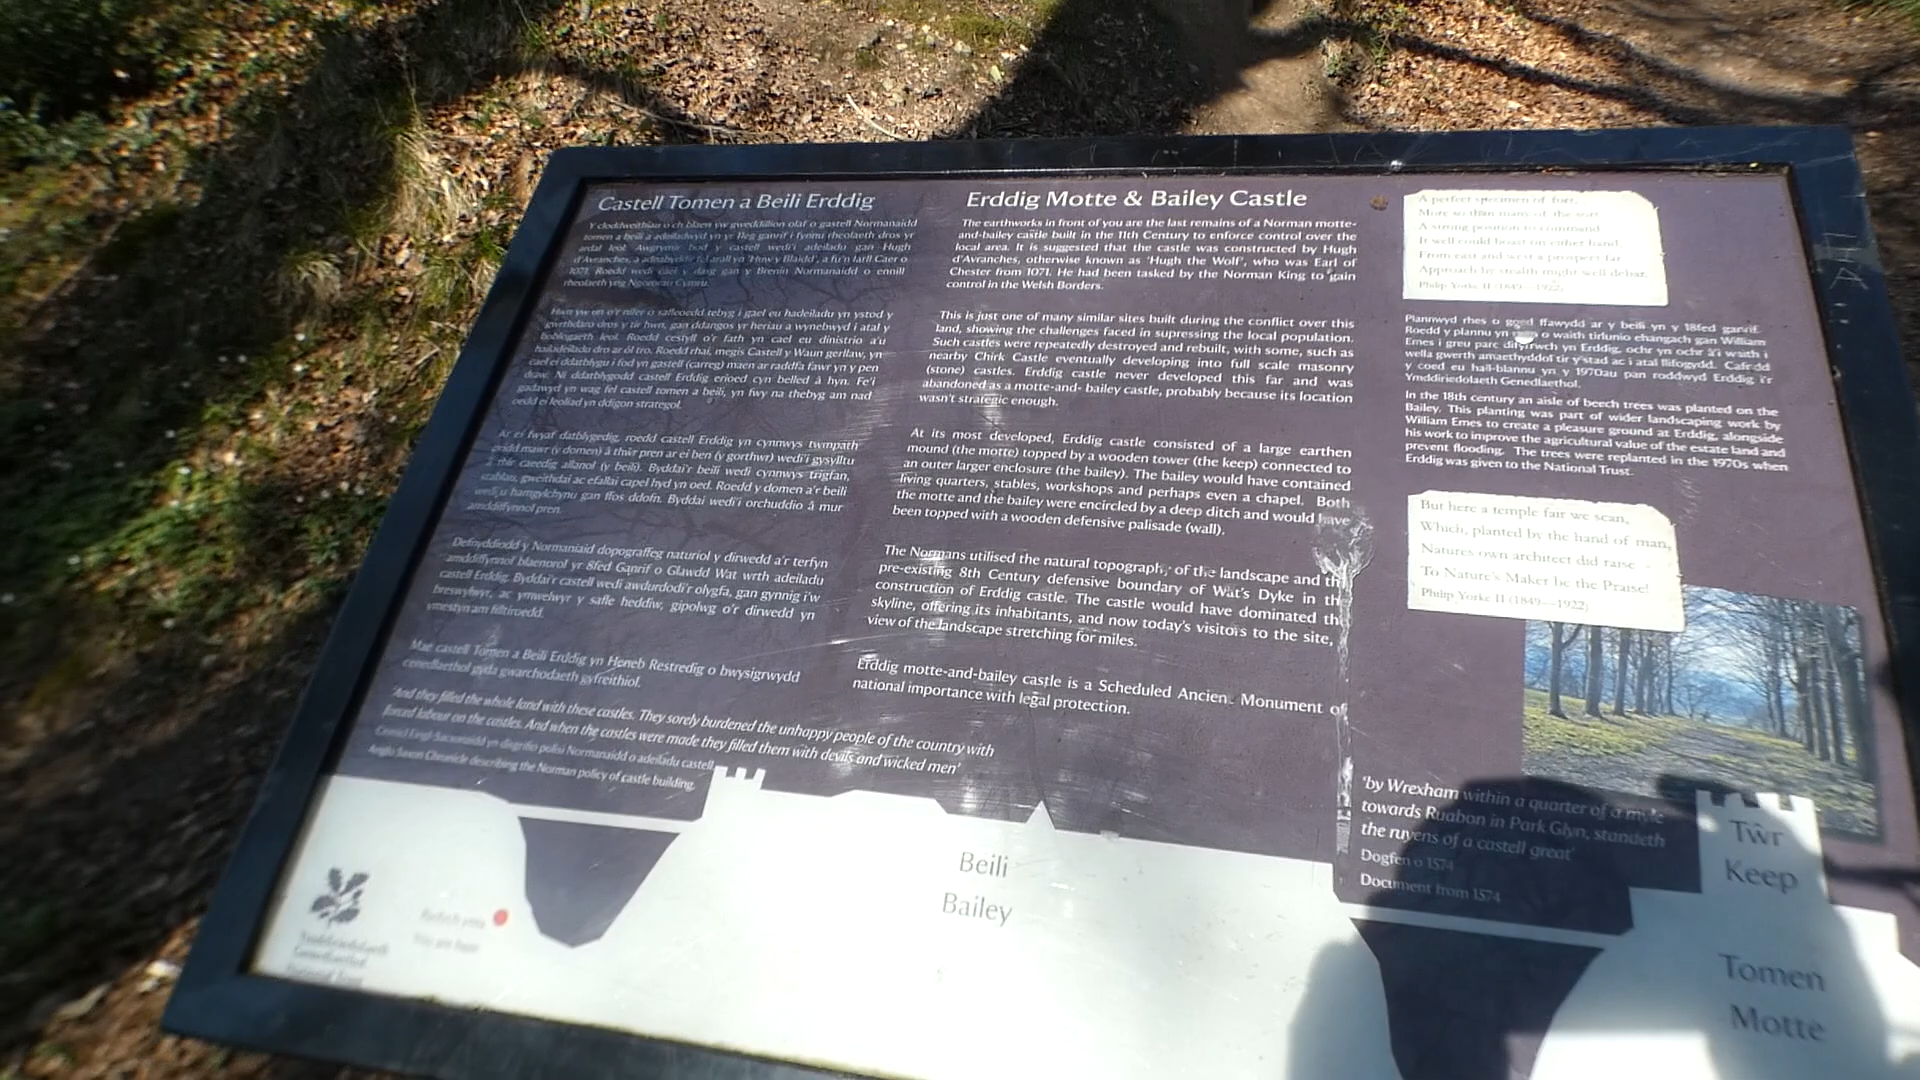 Castell Tomen a Beili Erddig
Y cloddweithiau o'ch blaen yw gweddillion olaf o gastell Normanaidd
tomen a beili a adeiladwyd yn yr 11eg ganrif i fynnu rheolaeth dros yr
ardal leol. Awgrymir bod y castell wedi'i adeiladu gan Hugh
d'Avranches, a adnabyddir fel arall yn 'Huw y Blaidd', a fu'n Iarll Caer o
1071. Roedd wedi cael y dasg gan y Brenin Normanaidd o ennill
rheolaeth yng Ngororau Cymru.
Hwn yw un o'r nifer o safleoedd tebyg i gael eu hadeiladu yn ystod y
gwrthdaro dros y tir hwn, gan ddangos yr heriau a wynebwyd i atal y
boblogaeth leol. Roedd cestyll o'r fath yn cael eu dinistrio a'u
hailadeiladu dro ar ôl tro. Roedd rhai, megis Castell y Waun gerllaw, yn
cael ei ddatblygu i fod yn gastell (carreg) maen ar raddfa fawr yn y pen
draw. Ni ddatblygodd castell Erddig erioed cyn belled â hyn. Fe'i
gadawyd yn wag fel castell tomen a beili, yn fwy na thebyg am nad
oedd ei leoliad yn ddigon strategol.
Ar ei fwyaf datblygedig, roedd castell Erddig yn cynnwys twmpath
pridd mawr (y domen) â thŵr pren ar ei ben (y gorthwr) wedi'i gysylltu
â thir caeedig allanol (y beili). Byddai'r beili wedi cynnwys trigfan,
stablau, gweithdai ac efallai capel hyd yn oed. Roedd y domen a'r beili
wedi'u hamgylchynu gan ffos ddofn. Byddai wedi'i orchuddio â mur
amddiffynnol pren.
Defnyddiodd y Normaniaid dopograffeg naturiol y dirwedd a'r terfyn
amddiffynnol blaenorol yr 8fed Ganrif o Glawdd Wat wrth adeiladu
castell Erddig. Byddai'r castell wedi awdurdodi'r olygfa, gan gynnig i'w
breswylwyr, ac ymwelwyr y safle heddiw, gipolwg o'r dirwedd yn
ymestyn am filltiroedd.
Mae castell Tomen a Beili Erddig yn Heneb Restredig o bwysigrwydd
cenedlaethol gyda gwarchodaeth gyfreithiol.
'And they filled the whole land with these castles. They sorely burdened the unhappy people of the country with
forced labour on the castles. And when the castles were made they filled them with devils and wicked men'
Cronicl Eingl-Sacsonaidd yn disgrifio polisi Normanaidd o adeiladu castell.
Anglo Saxon Chronicle describing the Norman policy of castle building.
Erddig Motte & Bailey Castle
The earthworks in front of you are the last remains of a Norman motte-
and-bailey castle built in the 11th Century to enforce control over the
local area. It is suggested that the castle was constructed by Hugh
d'Avranches, otherwise known as 'Hugh the Wolf', who was Earl of
Chester from 1071. He had been tasked by the Norman King to gain
control in the Welsh Borders.
This is just one of many similar sites built during the conflict over this
land, showing the challenges faced in supressing the local population.
Such castles were repeatedly destroyed and rebuilt, with some, such as
nearby Chirk Castle eventually developing into full scale masonry
(stone) castles. Erddig castle never developed this far and was
abandoned as a motte-and- bailey castle, probably because its location
wasn't strategic enough.
At its most developed, Erddig castle consisted of a large earthen
mound (the motte) topped by a wooden tower (the keep) connected to
an outer larger enclosure (the bailey). The bailey would have contained
living quarters, stables, workshops and perhaps even a chapel. Both
the motte and the bailey were encircled by a deep ditch and would have
been topped with a wooden defensive palisade (wall).
The Normans utilised the natural topography of the landscape and the
pre-existing 8th Century defensive boundary of Wat's Dyke in the
construction of Erddig castle. The castle would have dominated the
skyline, offering its inhabitants, and now today's visitors to the site,
view of the landscape stretching for miles.
Erddig motte-and-bailey castle is a Scheduled Ancient Monument of
national importance with legal protection.
A perfect specimen of fort,
More so than many of the sort
A strong position to command
It well could boast on either hand
From east and west a prospect far
Approach by stealth might well debar.
Philip Yorke II (1849—1922)
Plannwyd rhes o goed ffawydd ar y beili yn y 18fed ganrif.
Roedd y plannu yn o waith tirlunio ehangach gan William
Emes i greu parc difyrrwch yn Erddig, ochr yn ochr â'i waith i
wella gwerth amaethyddol tir y'stad ac i atal llifogydd. Cafodd
y coed eu hail-blannu yn y 1970au pan roddwyd Erddig i'r
Ymddiriedolaeth Genedlaethol.
In the 18th century an aisle of beech trees was planted on the
Bailey. This planting was part of wider landscaping work by
William Emes to create a pleasure ground at Erddig, alongside
his work to improve the agricultural value of the estate land and
prevent flooding. The trees were replanted in the 1970s when
Erddig was given to the National Trust.
But here a temple fair we scan,
Which, planted by the hand of man,
Natures own architect did raise
To Nature's Maker be the Praise!
Philip Yorke II (1849—1922)
'by Wrexham within a quarter of a myle
towards Ruabon in Park Glyn, standeth
the ruyens of a castell great'
Dogfen o 1574
Document from 1574
Beili
Bailey
Tŵr
Keep
Tomen
Motte
Ymddiriedolaeth
Genedlaethol
National Trust
Rydych yma
You are here